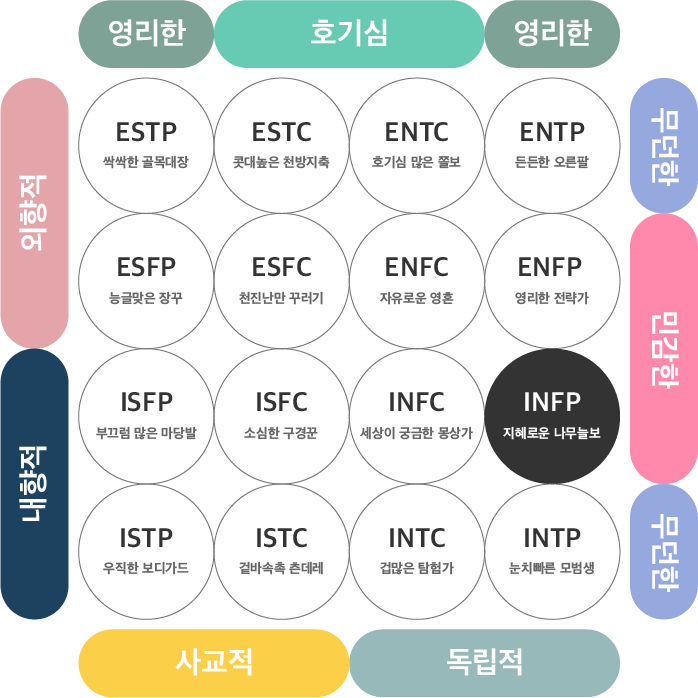 영리한
호기심
영리한
외향적
내향적
ESTP
싹싹한 골목대장
ESTC
콧대높은 천방지축
ENTC
호기심 많은 쫄보
ENTP
든든한 오른팔
ESFP
능글맞은 장꾸
ESFC
천진난만 꾸러기
ENFC
자유로운 영혼
ENFP
영리한 전략가
ISFP
부끄럼 많은 마당발
ISFC
소심한 구경꾼
INFC
세상이 궁금한 몽상가
INFP
지혜로운 나무늘보
ISTP
우직한 보디가드
ISTC
겉바속촉 츤데레
INTC
겁많은 탐험가
INTP
눈치빠른 모범생
무던한
민감한
무던한
사교적
독립적